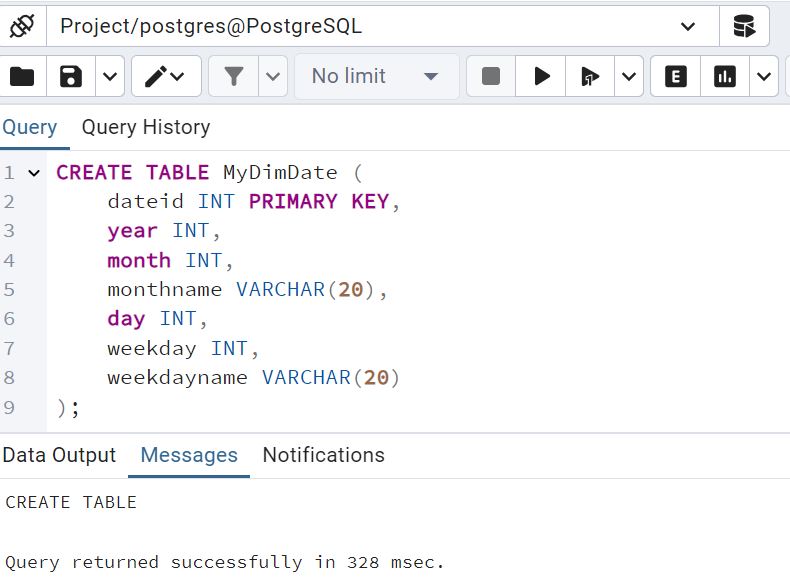 Project/postgres@PostgreSQL
No limit
E
Query Query History
1 CREATE TABLE MyDimDate (
2 dateid INT PRIMARY KEY,
3 year INT,
4 month INT,
5 monthname VARCHAR(20),
6 day INT,
7 weekday INT,
8 weekdayname VARCHAR(20)
9 );
Data Output Messages Notifications
CREATE TABLE
Query returned successfully in 328 msec.